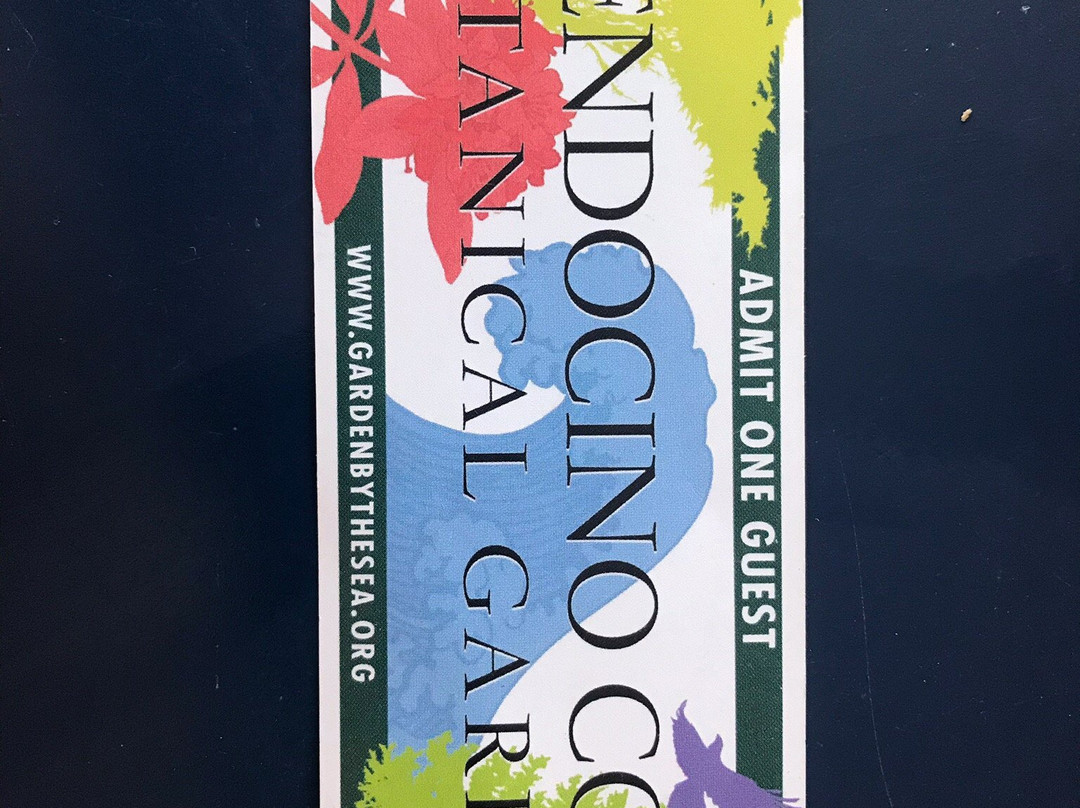 ADMIT ONE GUEST
ENDOCINO CO
TANICAL GAR
WWW.GARDENBYTHESEA.ORG